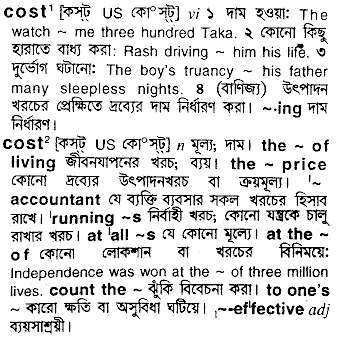 cost¹ [কস্‌ট্ US কোস্‌ট্] vi ১ দাম হওয়া: The
watch ~ me three hundred Taka. ২ কোনো কিছু
হারাতে বাধ্য করা: Rash driving ~ him his life. ৩
দুর্ভোগ ঘটানো: The boy's truancy ~ his father
many sleepless nights. ৪ (বাণিজ্য) উৎপাদন
খরচের প্রেক্ষিতে দ্রব্যের দাম নির্ধারণ করা। ~·ing দাম
নির্ধারণ।
cost² [কস্‌ট্ US কোস্‌ট্] n মূল্য; দাম। the ~ of
living জীবনযাপনের খরচ; ব্যয়। the ~ price
কোনো দ্রব্যের উৎপাদনখরচ বা ক্রয়মূল্য। '~
accountant যে ব্যক্তি ব্যবসার সকল খরচের হিসাব
রাখে। 'running ~s নির্বাহী খরচ; কোনো যন্ত্রকে চালু
রাখার খরচ। at 'all ~s যে কোনো মূল্যে। at the ~
of কোনো লোকশান বা খরচের বিনিময়ে:
Independence was won at the ~ of three million
lives. count the ~ ঝুঁকি বিবেচনা করা। to one's
~ কারো ক্ষতি বা অসুবিধা ঘটিয়ে। '~-effective adj
ব্যয়সাশ্রয়ী।